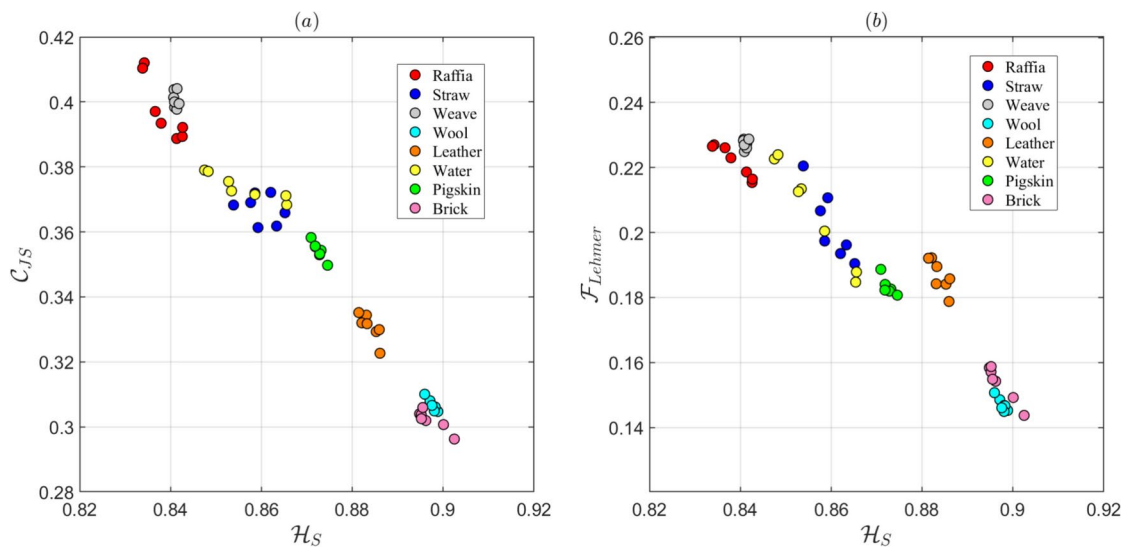 (a)
0.42
0.4
0.38
0.36
0.34
0.32
0.3
0.28
C_JS
0.82 0.84 0.86 0.88 0.9 0.92
H_S
Raffia
Straw
Weave
Wool
Leather
Water
Pigskin
Brick
(b)
0.26
0.24
0.22
0.2
0.18
0.16
0.14
F_Lehmer
0.82 0.84 0.86 0.88 0.9 0.92
H_S
Raffia
Straw
Weave
Wool
Leather
Water
Pigskin
Brick